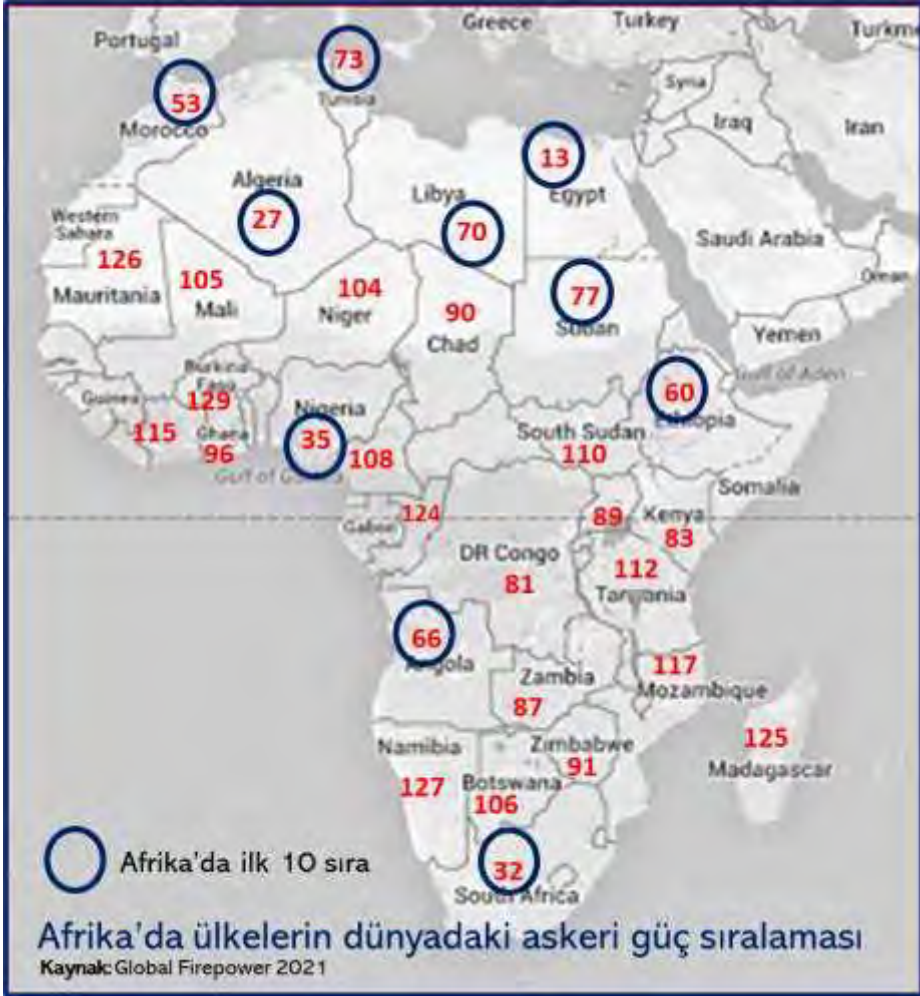 Portugal
Greece
Turkey
Turkme
73
Tunisia
Syria
53
Morocco
Iraq
Iran
13
Algeria
Libya
Egypt
27
70
Western
Sahara
Saudi Arabia
126
105
104
Oman
Mauritania
Mali
Niger
90
77
Chad
Sudan
Yemen
Burkina
Faso
Gulf of Aden
Guinea
129
Nigeria
60
Ethiopia
115
Ghana
35
South Sudan
96
108
110
Gulf of Guinea
Somalia
124
89
Kenya
Gabon
83
DR Congo
81
112
Tanzania
66
Angola
Zambia
117
Mozambique
87
Namibia
Zimbabwe
125
91
Madagascar
127
Botswana
106
32
Afrika’da ilk 10 sıra
South Africa
Afrika’da ülkelerin dünyadaki askeri güç sıralaması
Kaynak: Global Firepower 2021